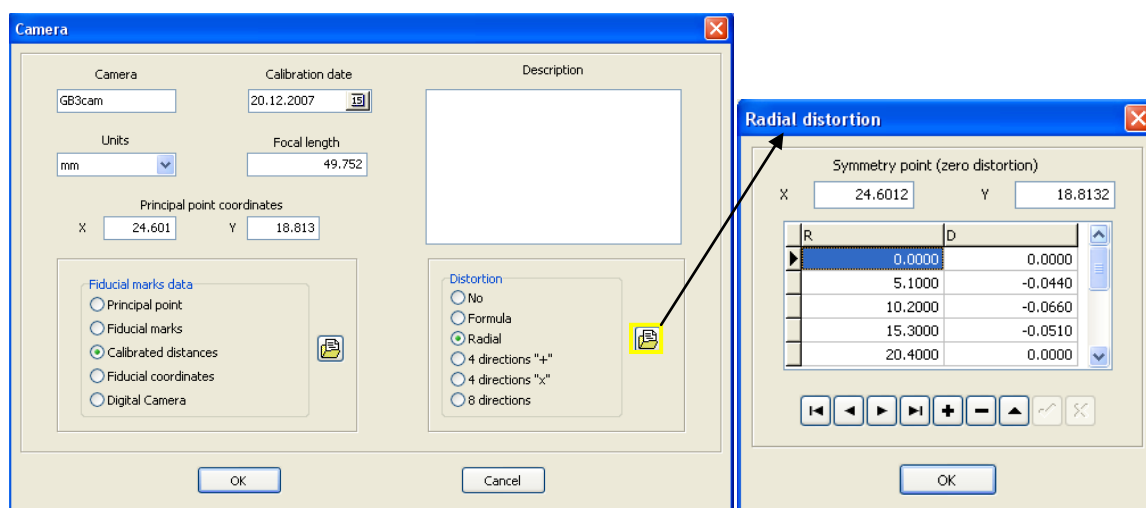 Camera
Camera
Calibration date
Description
GB3cam
20.12.2007
15
Units
Focal length
mm
49.752
Principal point coordinates
X 24.601 Y 18.813
Fiducial marks data
Principal point
Fiducial marks
Calibrated distances
Fiducial coordinates
Digital Camera
Distortion
No
Formula
Radial
4 directions "+"
4 directions "x"
8 directions
OK
Cancel
Radial distortion
Symmetry point (zero distortion)
X 24.6012 Y 18.8132
R D
0.0000 0.0000
5.1000 -0.0440
10.2000 -0.0660
15.3000 -0.0510
20.4000 0.0000
OK